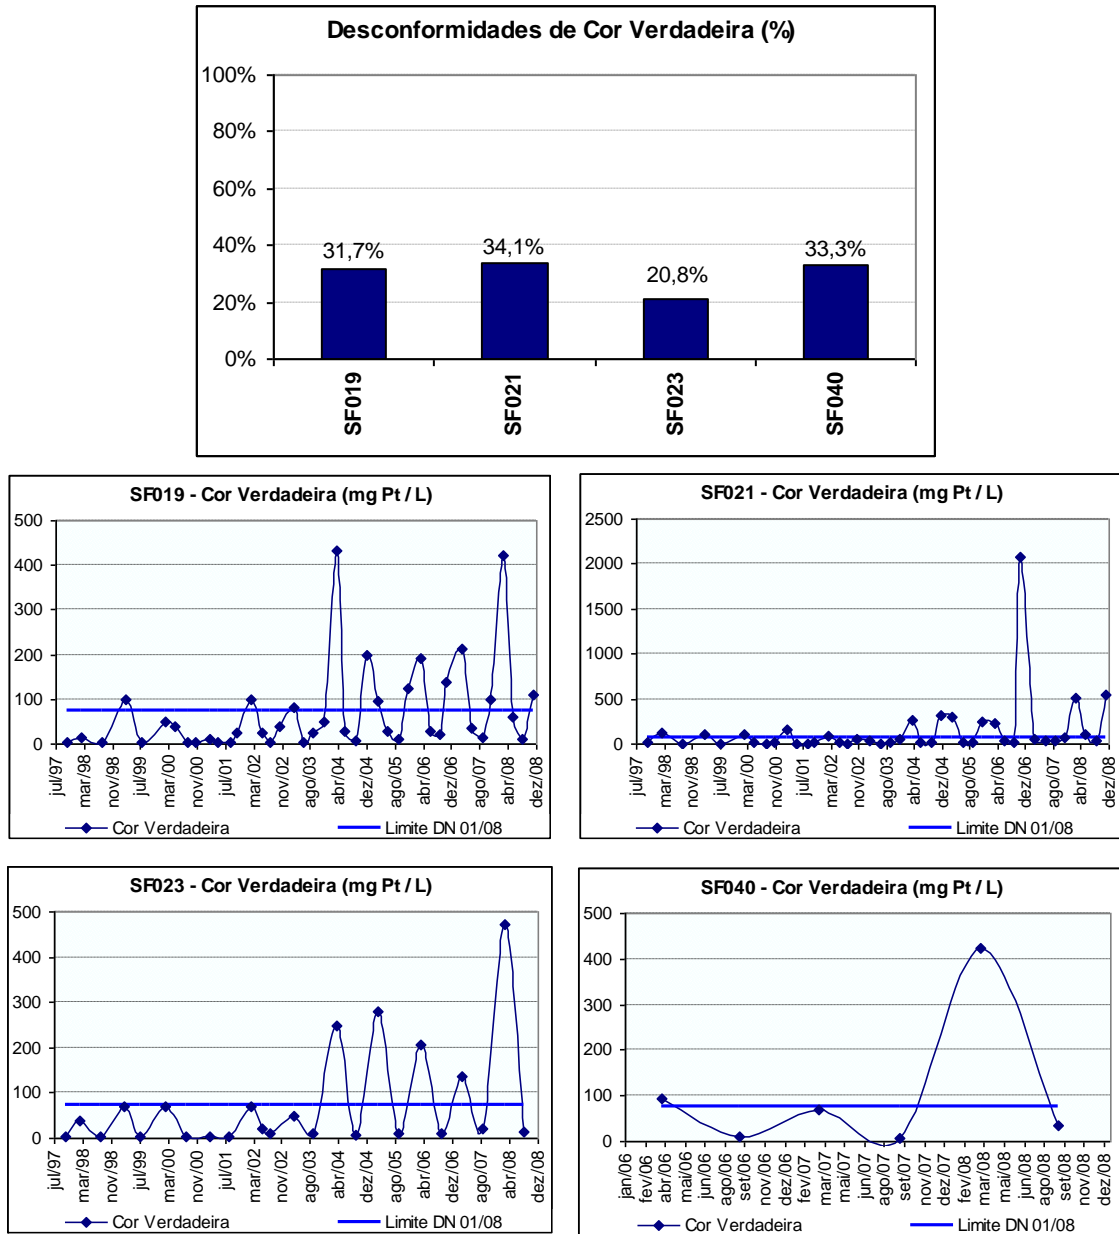 Desconformidades de Cor Verdadeira (%)
100%
80%
60%
40%
20%
0%
31,7%
34,1%
20,8%
33,3%
SF019
SF021
SF023
SF040
SF019 - Cor Verdadeira (mg Pt / L)
500
400
300
200
100
0
jul/97
mar/98
nov/98
jul/99
mar/00
nov/00
jul/01
mar/02
nov/02
ago/03
abr/04
dez/04
ago/05
abr/06
dez/06
ago/07
abr/08
dez/08
Cor Verdadeira
Limite DN 01/08
SF021 - Cor Verdadeira (mg Pt / L)
2500
2000
1500
1000
500
0
jul/97
mar/98
nov/98
jul/99
mar/00
nov/00
jul/01
mar/02
nov/02
ago/03
abr/04
dez/04
ago/05
abr/06
dez/06
ago/07
abr/08
dez/08
Cor Verdadeira
Limite DN 01/08
SF023 - Cor Verdadeira (mg Pt / L)
500
400
300
200
100
0
jul/97
mar/98
nov/98
jul/99
mar/00
nov/00
jul/01
mar/02
nov/02
ago/03
abr/04
dez/04
ago/05
abr/06
dez/06
ago/07
abr/08
dez/08
Cor Verdadeira
Limite DN 01/08
SF040 - Cor Verdadeira (mg Pt / L)
500
400
300
200
100
0
jan/06
fev/06
abr/06
mai/06
jun/06
ago/06
set/06
nov/06
dez/06
fev/07
mar/07
mai/07
jun/07
ago/07
set/07
nov/07
dez/07
fev/08
mar/08
mai/08
jun/08
ago/08
set/08
nov/08
dez/08
Cor Verdadeira
Limite DN 01/08